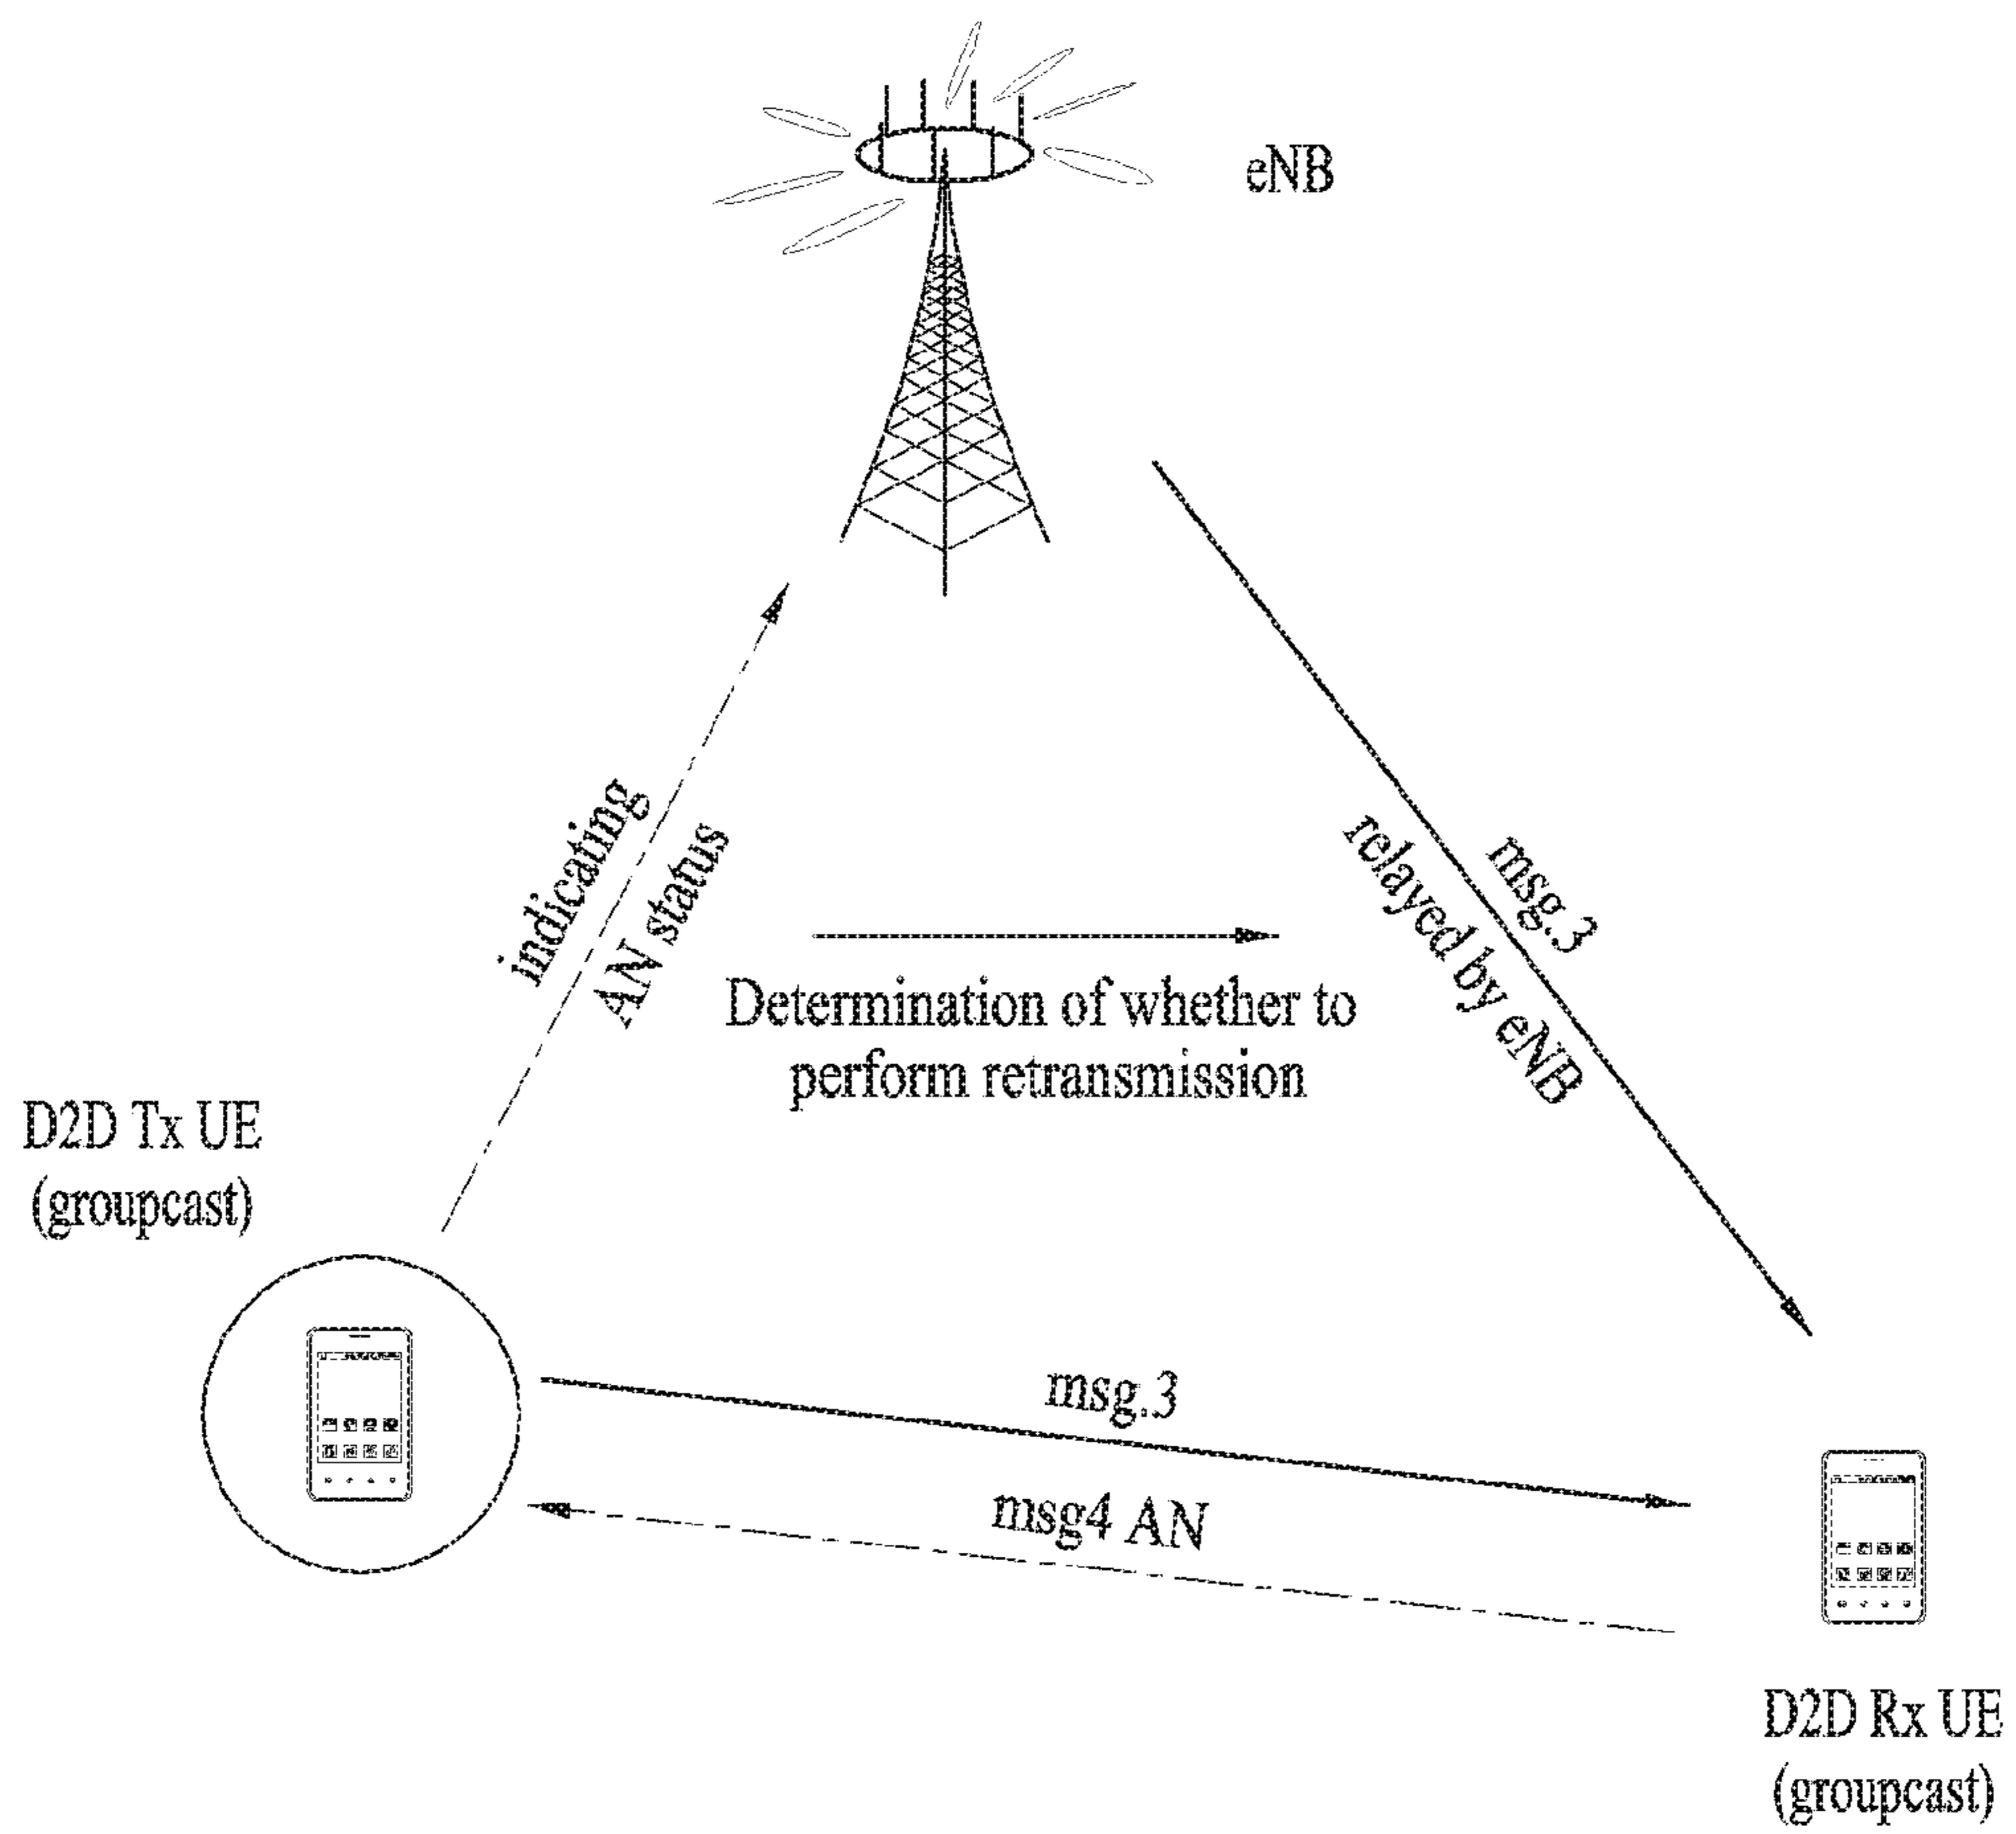 eNB
indicating
AN status
msg.3
relayed by eNB
Determination of whether to
perform retransmission
D2D Tx UE
(groupcast)
msg.3
msg4 AN
D2D Rx UE
(groupcast)